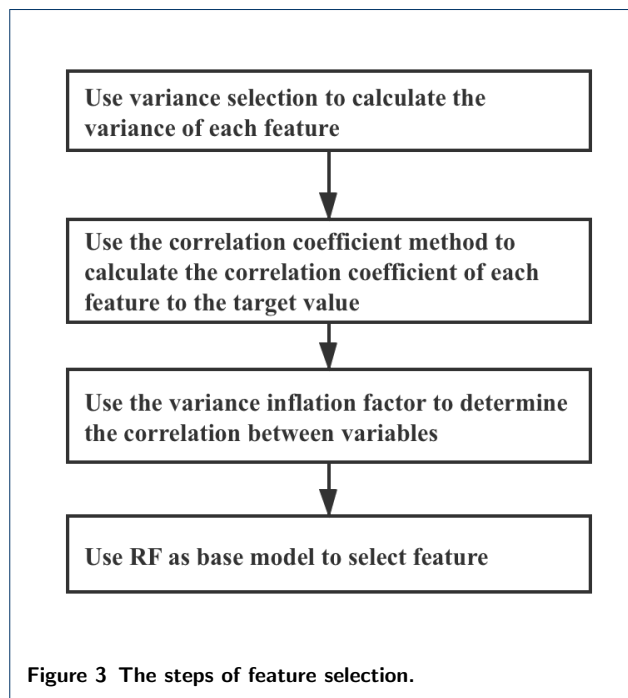 Use variance selection to calculate the
variance of each feature
Use the correlation coefficient method to
calculate the correlation coefficient of each
feature to the target value
Use the variance inflation factor to determine
the correlation between variables
Use RF as base model to select feature
Figure 3 The steps of feature selection.